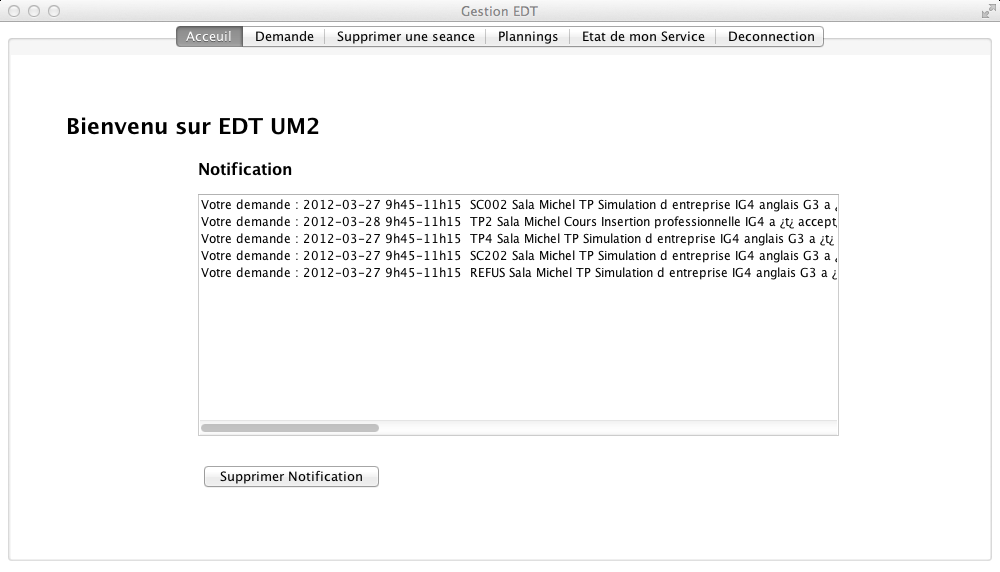 Gestion EDT
Acceuil Demande Supprimer une seance Plannings Etat de mon Service Deconnection
Bienvenu sur EDT UM2
Notification
Votre demande : 2012-03-27 9h45-11h15 SC002 Sala Michel TP Simulation d entreprise IG4 anglais G3 a
Votre demande : 2012-03-28 9h45-11h15 TP2 Sala Michel Cours Insertion professionnelle IG4 a ¿t¿ accept
Votre demande : 2012-03-27 9h45-11h15 TP4 Sala Michel TP Simulation d entreprise IG4 anglais G3 a ¿t¿
Votre demande : 2012-03-27 9h45-11h15 SC202 Sala Michel TP Simulation d entreprise IG4 anglais G3 a
Votre demande : 2012-03-27 9h45-11h15 REFUS Sala Michel TP Simulation d entreprise IG4 anglais G3 a ¿
Supprimer Notification